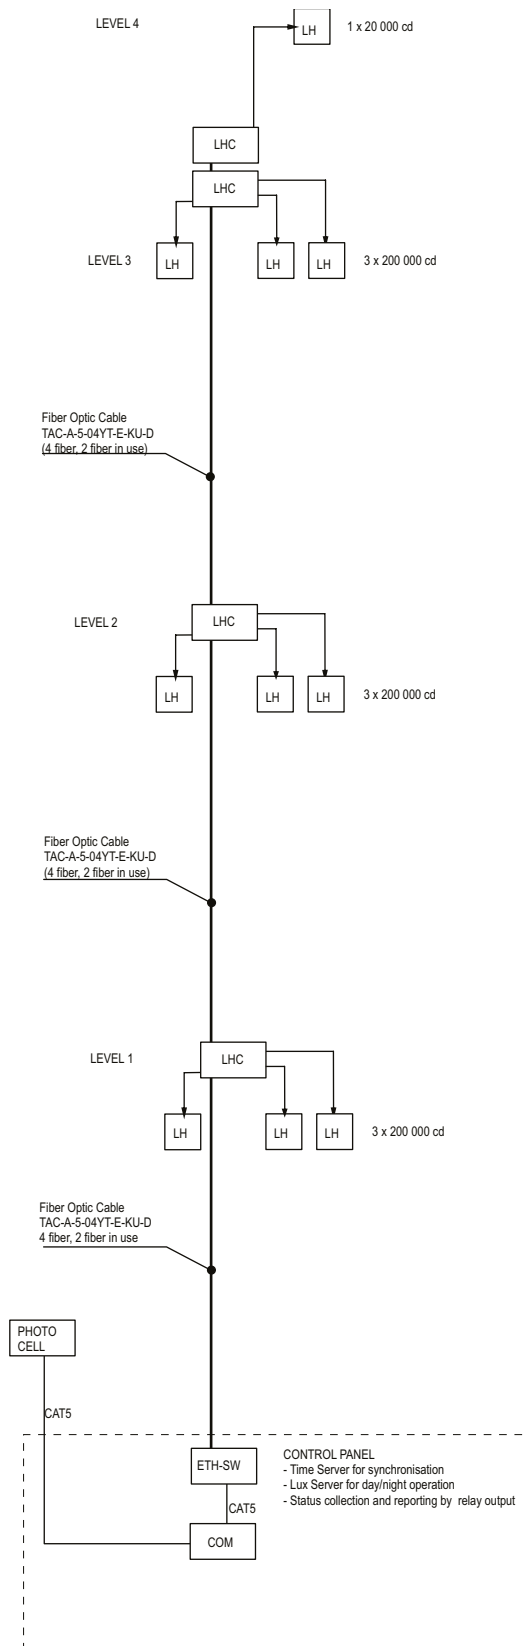 LEVEL 4
LH
1 x 20 000 cd
LHC
LHC
LEVEL 3
LH
LH
LH
3 x 200 000 cd
Fiber Optic Cable
TAC-A-5-04YT-E-KU-D
(4 fiber, 2 fiber in use)
LEVEL 2
LHC
LH
LH
LH
3 x 200 000 cd
Fiber Optic Cable
TAC-A-5-04YT-E-KU-D
(4 fiber, 2 fiber in use)
LEVEL 1
LHC
LH
LH
LH
3 x 200 000 cd
Fiber Optic Cable
TAC-A-5-04YT-E-KU-D
4 fiber, 2 fiber in use
PHOTO
CELL
CAT5
ETH-SW
CONTROL PANEL
- Time Server for synchronisation
- Lux Server for day/night operation
- Status collection and reporting by relay output
CAT5
COM